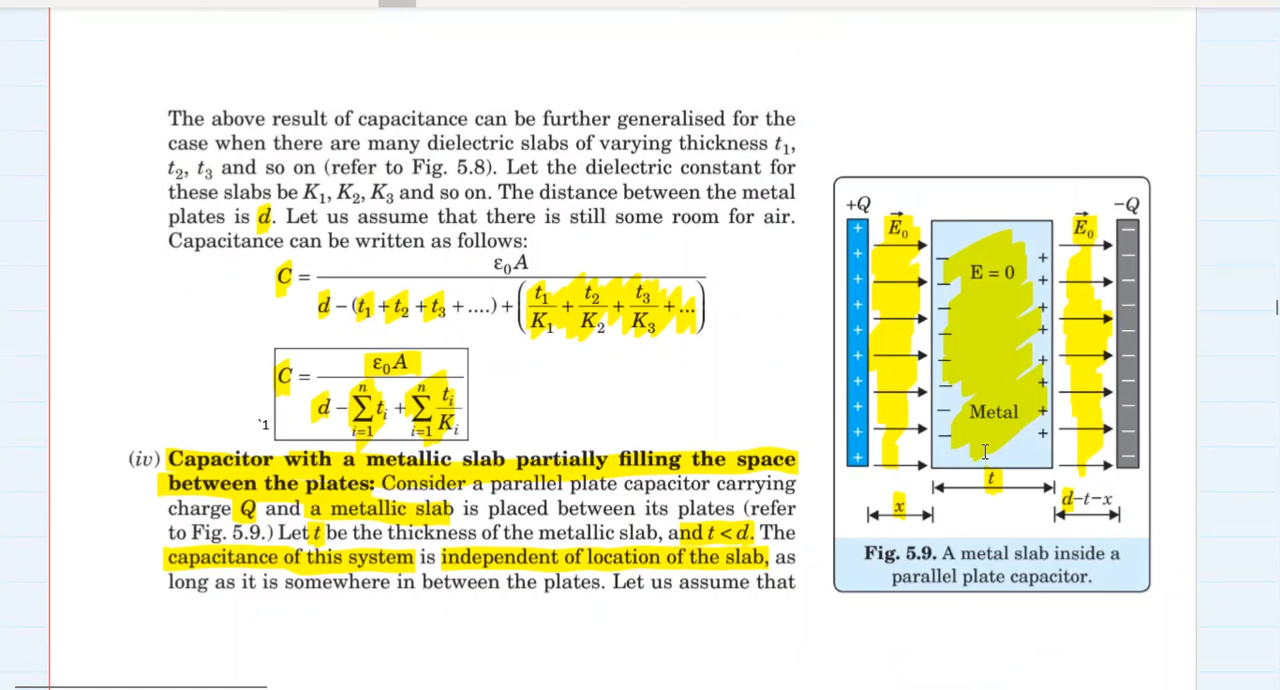 The above result of capacitance can be further generalised for the
case when there are many dielectric slabs of varying thickness t₁,
t₂, t₃ and so on (refer to Fig. 5.8). Let the dielectric constant for
these slabs be K₁, K₂, K₃ and so on. The distance between the metal
plates is d. Let us assume that there is still some room for air.
Capacitance can be written as follows:
C = ε₀A / (d – (t₁ + t₂ + t₃ + ....) + (t₁/K₁ + t₂/K₂ + t₃/K₃ + ...))
C = ε₀A / (d – ∑ⁿᵢ₌₁ tᵢ + ∑ⁿᵢ₌₁ tᵢ/Kᵢ)
`1
(iv) Capacitor with a metallic slab partially filling the space
between the plates: Consider a parallel plate capacitor carrying
charge Q and a metallic slab is placed between its plates (refer
to Fig. 5.9.) Let t be the thickness of the metallic slab, and t < d. The
capacitance of this system is independent of location of the slab, as
long as it is somewhere in between the plates. Let us assume that
+Q –Q
E₀ E₀
E = 0
Metal
t
x d–t–x
Fig. 5.9. A metal slab inside a
parallel plate capacitor.